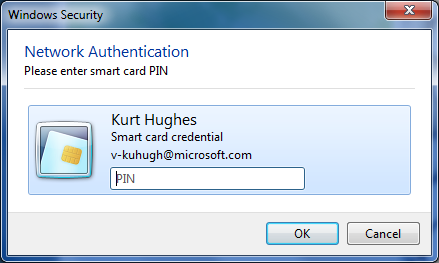 Windows Security
Network Authentication
Please enter smart card PIN
Kurt Hughes
Smart card credential
v-kuhugh@microsoft.com
PIN
OK
Cancel